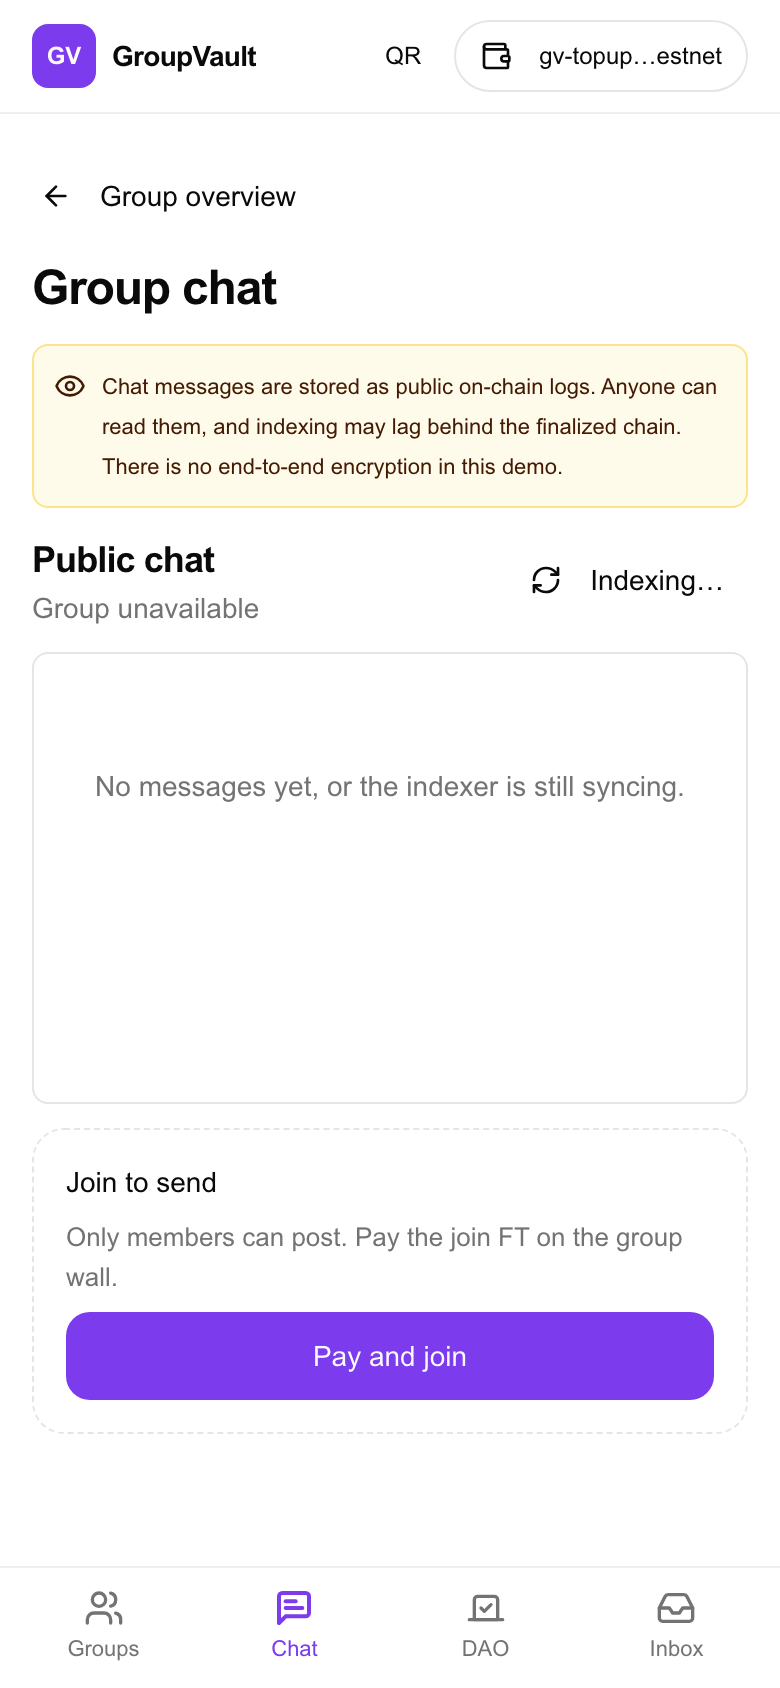 GV GroupVault QR gv-topup…estnet
Group overview
Group chat
Chat messages are stored as public on-chain logs. Anyone can
read them, and indexing may lag behind the finalized chain.
There is no end-to-end encryption in this demo.
Public chat
Group unavailable
Indexing…
No messages yet, or the indexer is still syncing.
Join to send
Only members can post. Pay the join FT on the group
wall.
Pay and join
Groups Chat DAO Inbox